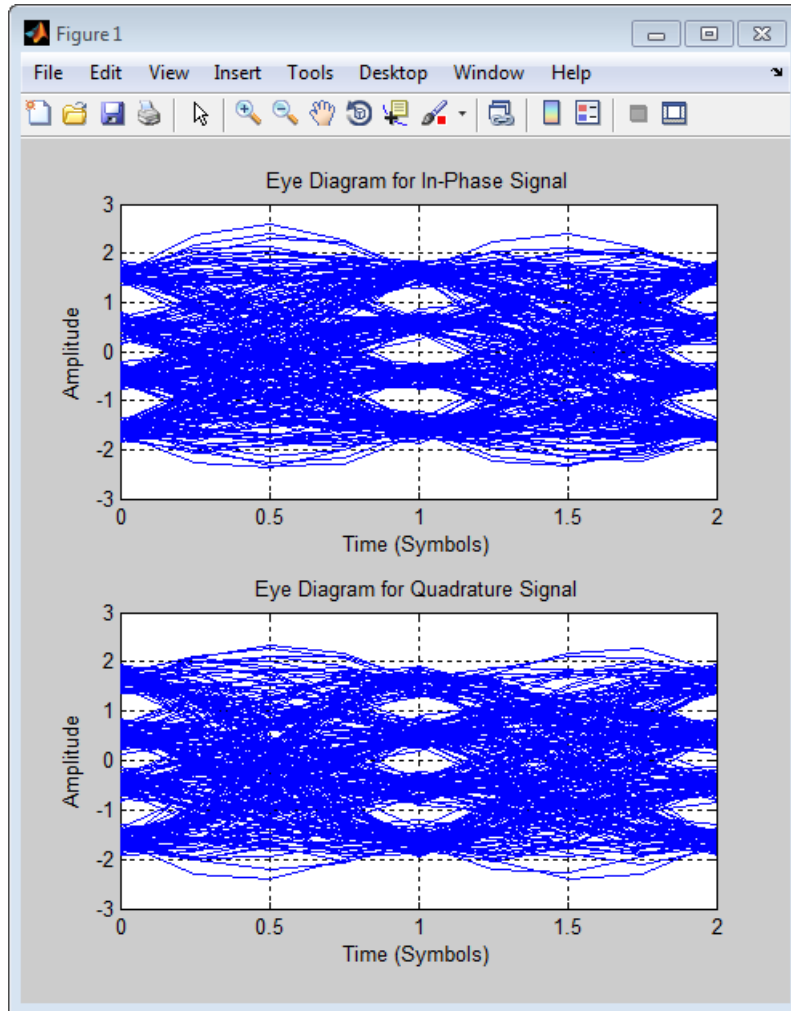 Figure 1
File Edit View Insert Tools Desktop Window Help
Eye Diagram for In-Phase Signal
3
2
1
0
-1
-2
-3
Amplitude
0 0.5 1 1.5 2
Time (Symbols)
Eye Diagram for Quadrature Signal
3
2
1
0
-1
-2
-3
Amplitude
0 0.5 1 1.5 2
Time (Symbols)